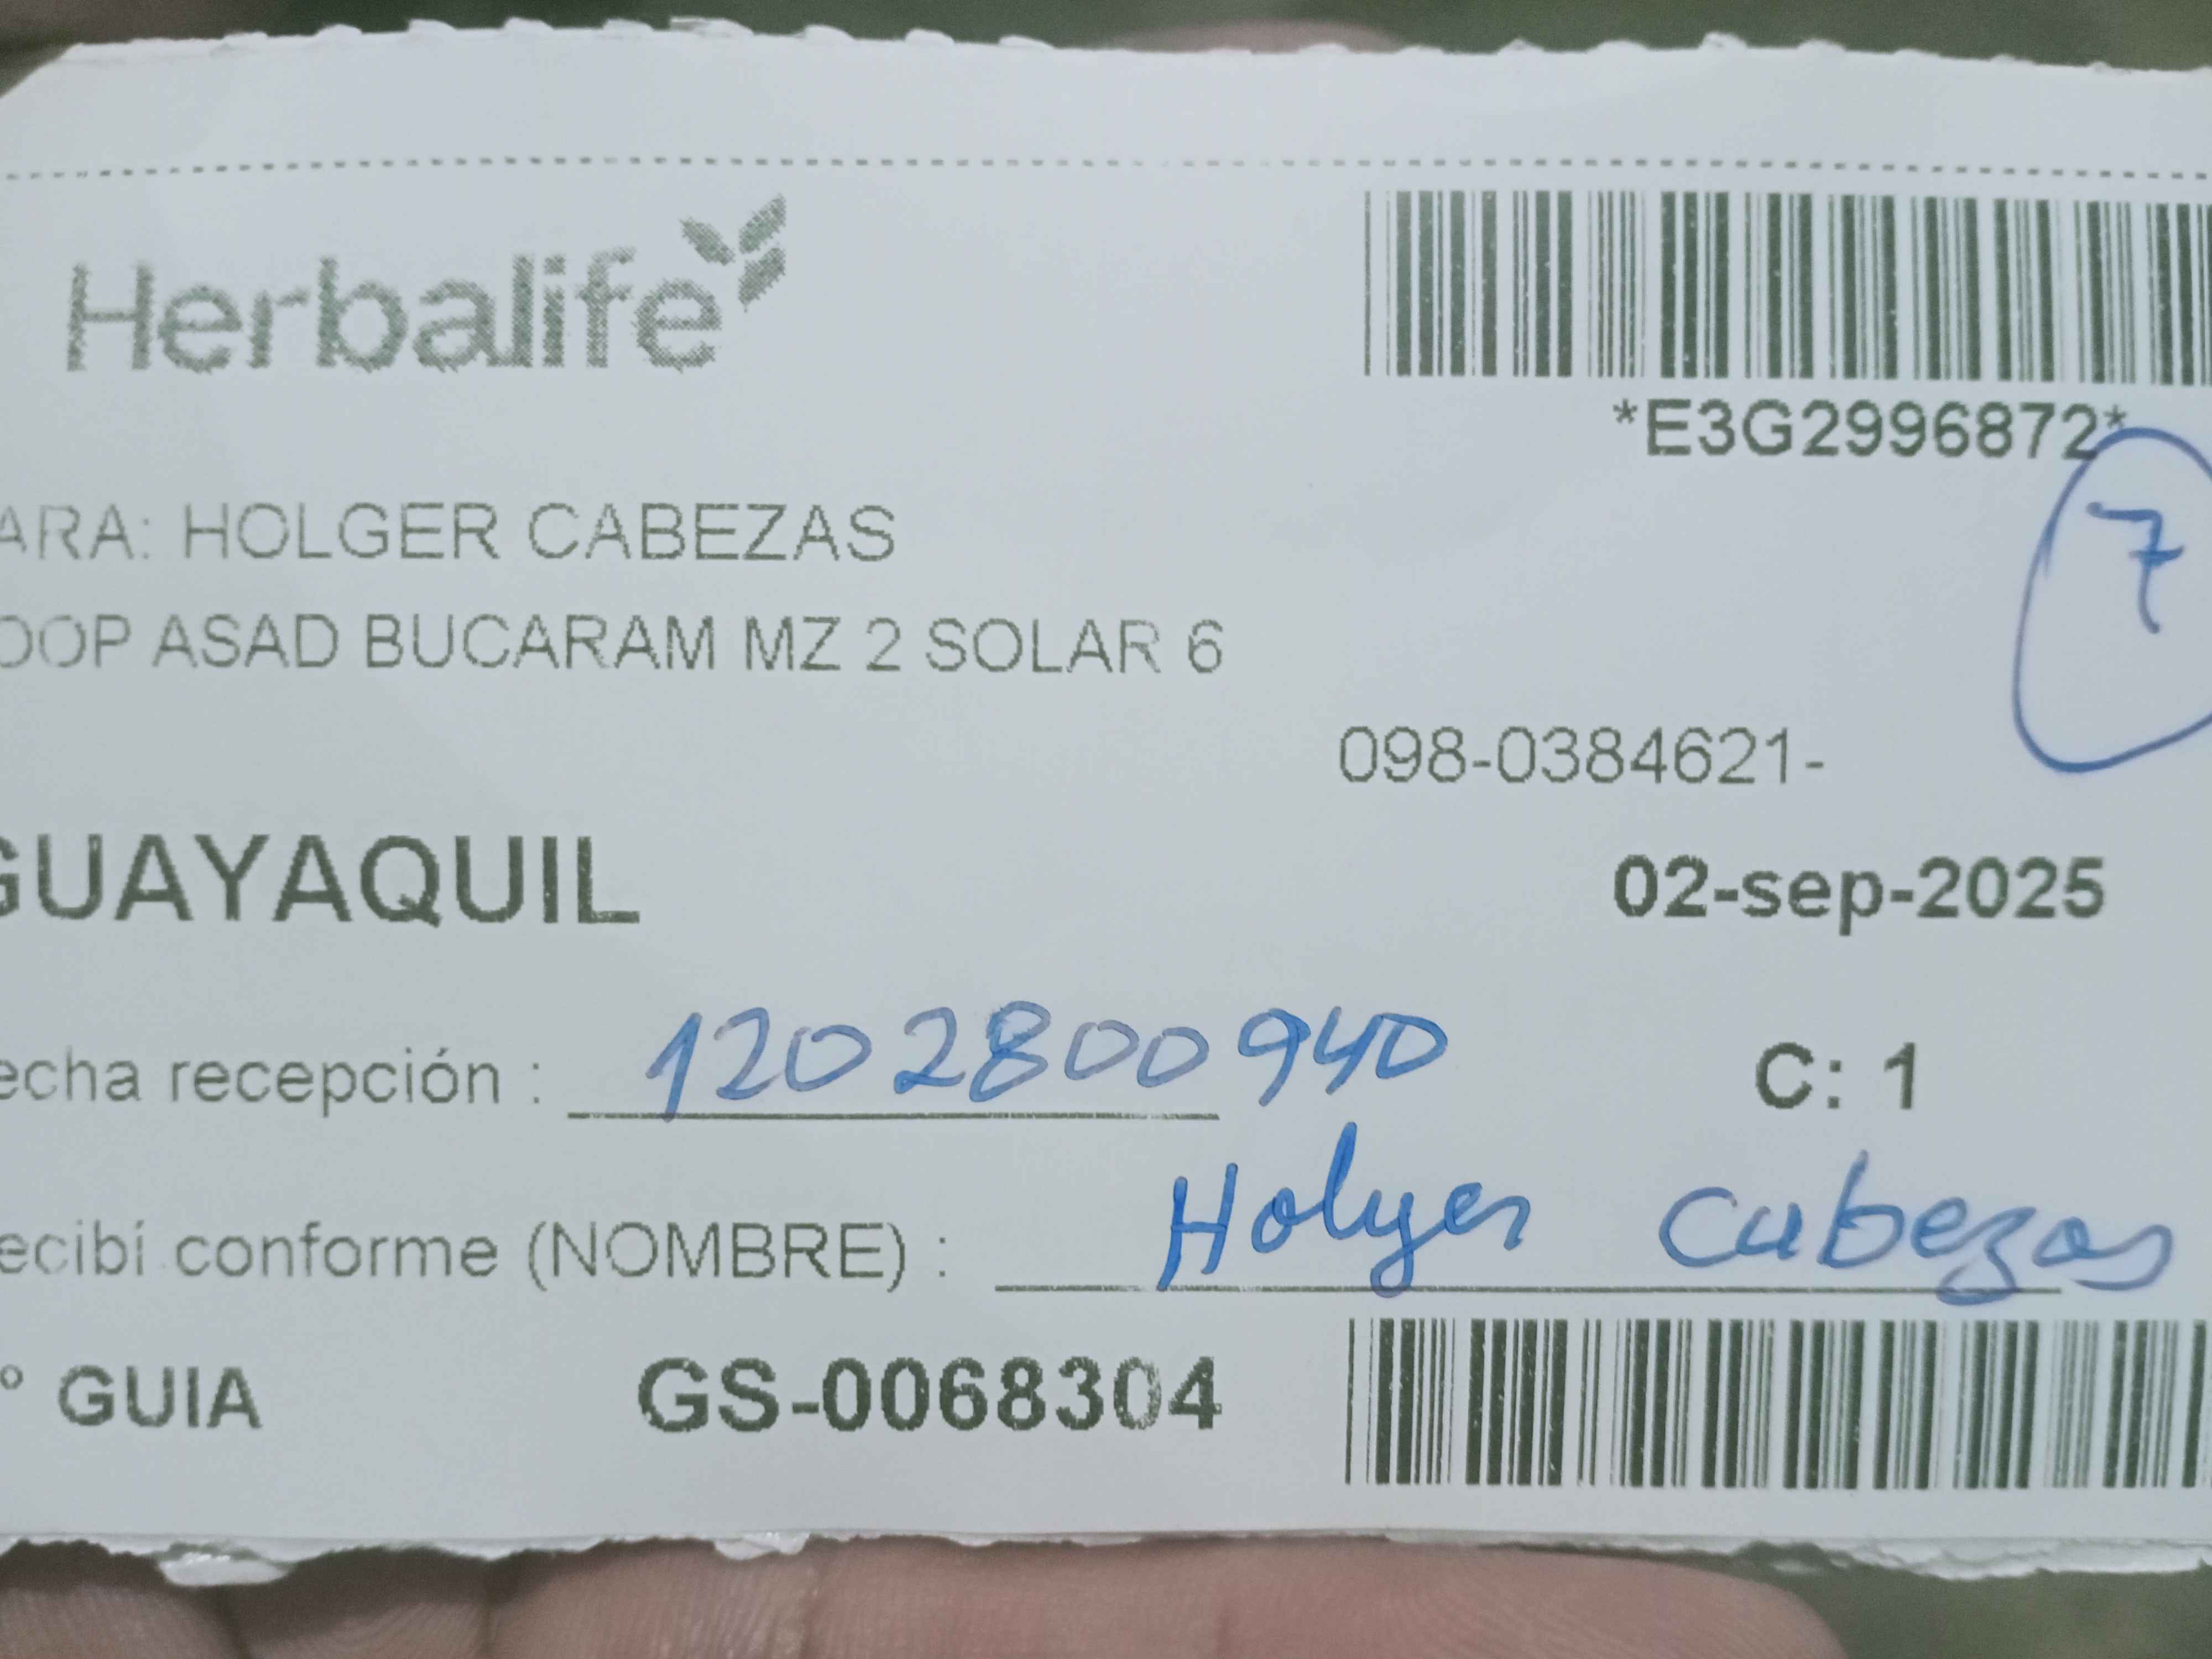 Herbalife
*E3G2996872*
7
ARA: HOLGER CABEZAS
OOP ASAD BUCARAM MZ 2 SOLAR 6
098-0384621-
GUAYAQUIL
02-sep-2025
echa recepción : 1202800940
C: 1
ecibí conforme (NOMBRE) : Holger Cabezas
° GUIA GS-0068304